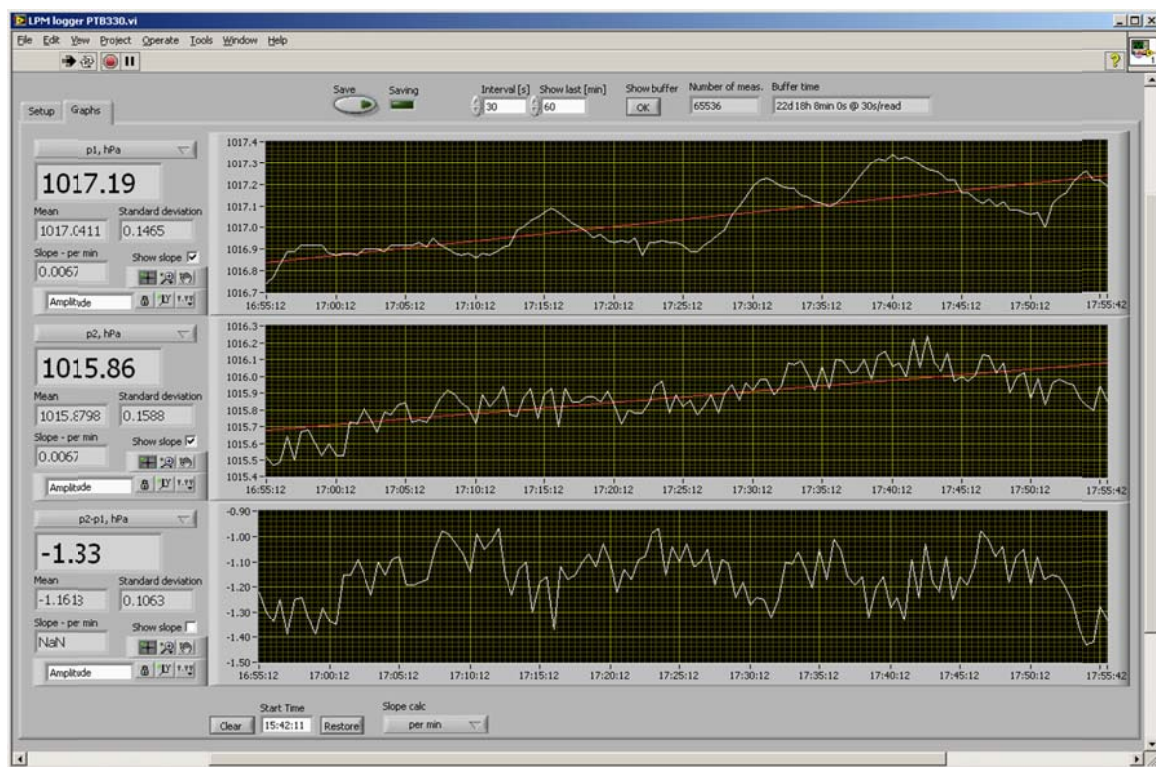 LPM logger PTB330.vi
File Edit View Project Operate Tools Window Help
Save Saving Interval [s] Show last [min] Show buffer Number of meas. Buffer time
30 60 OK 65536 22d 18h 8min 0s @ 30s/read
Setup Graphs
p1, hPa
1017.19
Mean Standard deviation
1017.0411 0.1465
Slope - per min Show slope
0.0067
Amplitude
1017.4
1017.3
1017.2
1017.1
1017.0
1016.9
1016.8
1016.7
16:55:12 17:00:12 17:05:12 17:10:12 17:15:12 17:20:12 17:25:12 17:30:12 17:35:12 17:40:12 17:45:12 17:50:12 17:55:42
p2, hPa
1015.86
Mean Standard deviation
1015.8798 0.1588
Slope - per min Show slope
0.0067
Amplitude
1016.3
1016.2
1016.1
1016.0
1015.9
1015.8
1015.7
1015.6
1015.5
1015.4
16:55:12 17:00:12 17:05:12 17:10:12 17:15:12 17:20:12 17:25:12 17:30:12 17:35:12 17:40:12 17:45:12 17:50:12 17:55:42
p2-p1, hPa
-1.33
Mean Standard deviation
-1.1613 0.1063
Slope - per min Show slope
NaN
Amplitude
-0.90
-1.00
-1.10
-1.20
-1.30
-1.40
-1.50
16:55:12 17:00:12 17:05:12 17:10:12 17:15:12 17:20:12 17:25:12 17:30:12 17:35:12 17:40:12 17:45:12 17:50:12 17:55:42
Start Time Slope calc
Clear 15:42:11 Restore per min